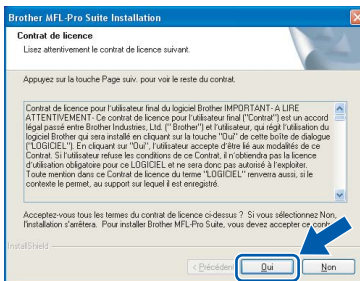 Brother MFL-Pro Suite Installation
Contrat de licence
Lisez attentivement le contrat de licence suivant.
Appuyez sur la touche Page suiv. pour voir le reste du contrat.
Contrat de licence pour l'utilisateur final du logiciel Brother IMPORTANT- A LIRE
ATTENTIVEMENT- Ce contrat de licence pour l'utilisateur final ("Contrat") est un accord
légal passé entre Brother Industries, Ltd. (" Brother") et l'utilisateur, qui régit l'utilisation du
logiciel Brother qui sera installé en cliquant sur la touche "Oui" de cette boîte de dialogue
("LOGICIEL"). En cliquant sur "Oui", l'utilisateur accepte d'être lié aux modalités de ce
Contrat. Si l'utilisateur refuse les conditions de ce Contrat, il n'obtiendra pas la licence
d'utilisation obligatoire pour ce LOGICIEL et ne sera donc pas autorisé à l'exploiter.
Toute mention dans ce Contrat de licence du terme "LOGICIEL" renverra aussi, si le
contexte le permet, au support sur lequel il est enregistré.
Acceptez-vous tous les termes du contrat de licence ci-dessus ? Si vous sélectionnez Non,
l'installation s'arrêtera. Pour installer Brother MFL-Pro Suite, vous devez accepter ce
InstallShield
< Précédent Oui Non